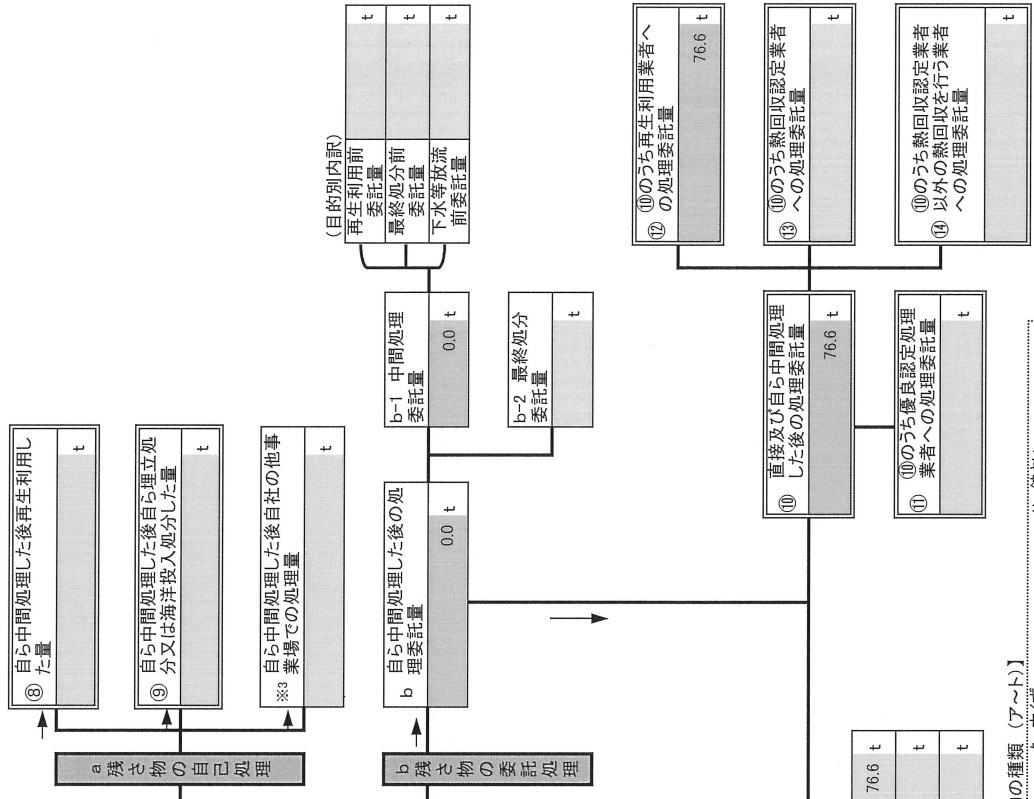 a 残さ物の自己処理
⑧ 自ら中間処理した後再生利用し
た量
t
⑨ 自ら中間処理した後自ら埋立処
分又は海洋投入処分した量
t
※3 自ら中間処理した後自社の他事
業場での処理量
t
b 残さ物の委託処理
b 自ら中間処理した後の処
理委託量
0.0 t
b-1 中間処理
委託量
0.0 t
b-2 最終処分
委託量
t
(目的別内訳)
再生利用前
委託量
t
最終処分前
委託量
t
下水等放流
前委託量
t
⑩ 直接及び自ら中間処理
した後の処理委託量
76.6 t
⑪ ⑩のうち優良認定処理
業者への処理委託量
t
⑫ ⑩のうち再生利用業者へ
の処理委託量
76.6 t
⑬ ⑩のうち熱回収認定業者
への処理委託量
t
⑭ ⑩のうち熱回収認定業者
以外の熱回収を行う業者
への処理委託量
t
76.6 t
t
t
の種類 (ア～ト)】